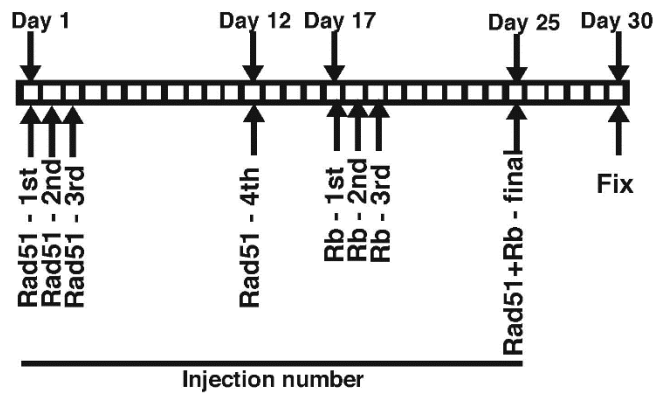 Day 1
Day 12
Day 17
Day 25
Day 30
Rad51 - 1st
Rad51 - 2nd
Rad51 - 3rd
Rad51 - 4th
Rb - 1st
Rb - 2nd
Rb - 3rd
Rad51+Rb - final
Fix
Injection number